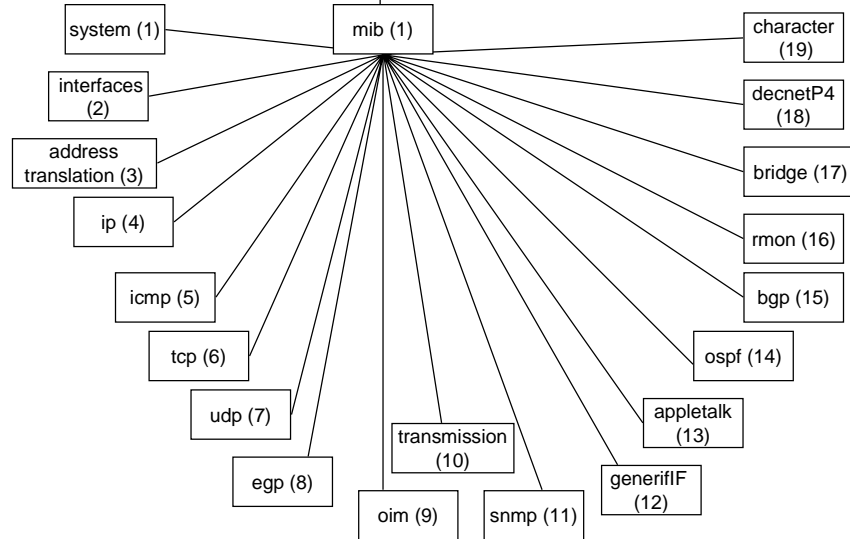 system (1)
mib (1)
character
(19)
interfaces
(2)
decnetP4
(18)
address
translation (3)
bridge (17)
ip (4)
rmon (16)
icmp (5)
bgp (15)
tcp (6)
ospf (14)
udp (7)
appletalk
(13)
transmission
(10)
egp (8)
generifIF
(12)
oim (9)
snmp (11)